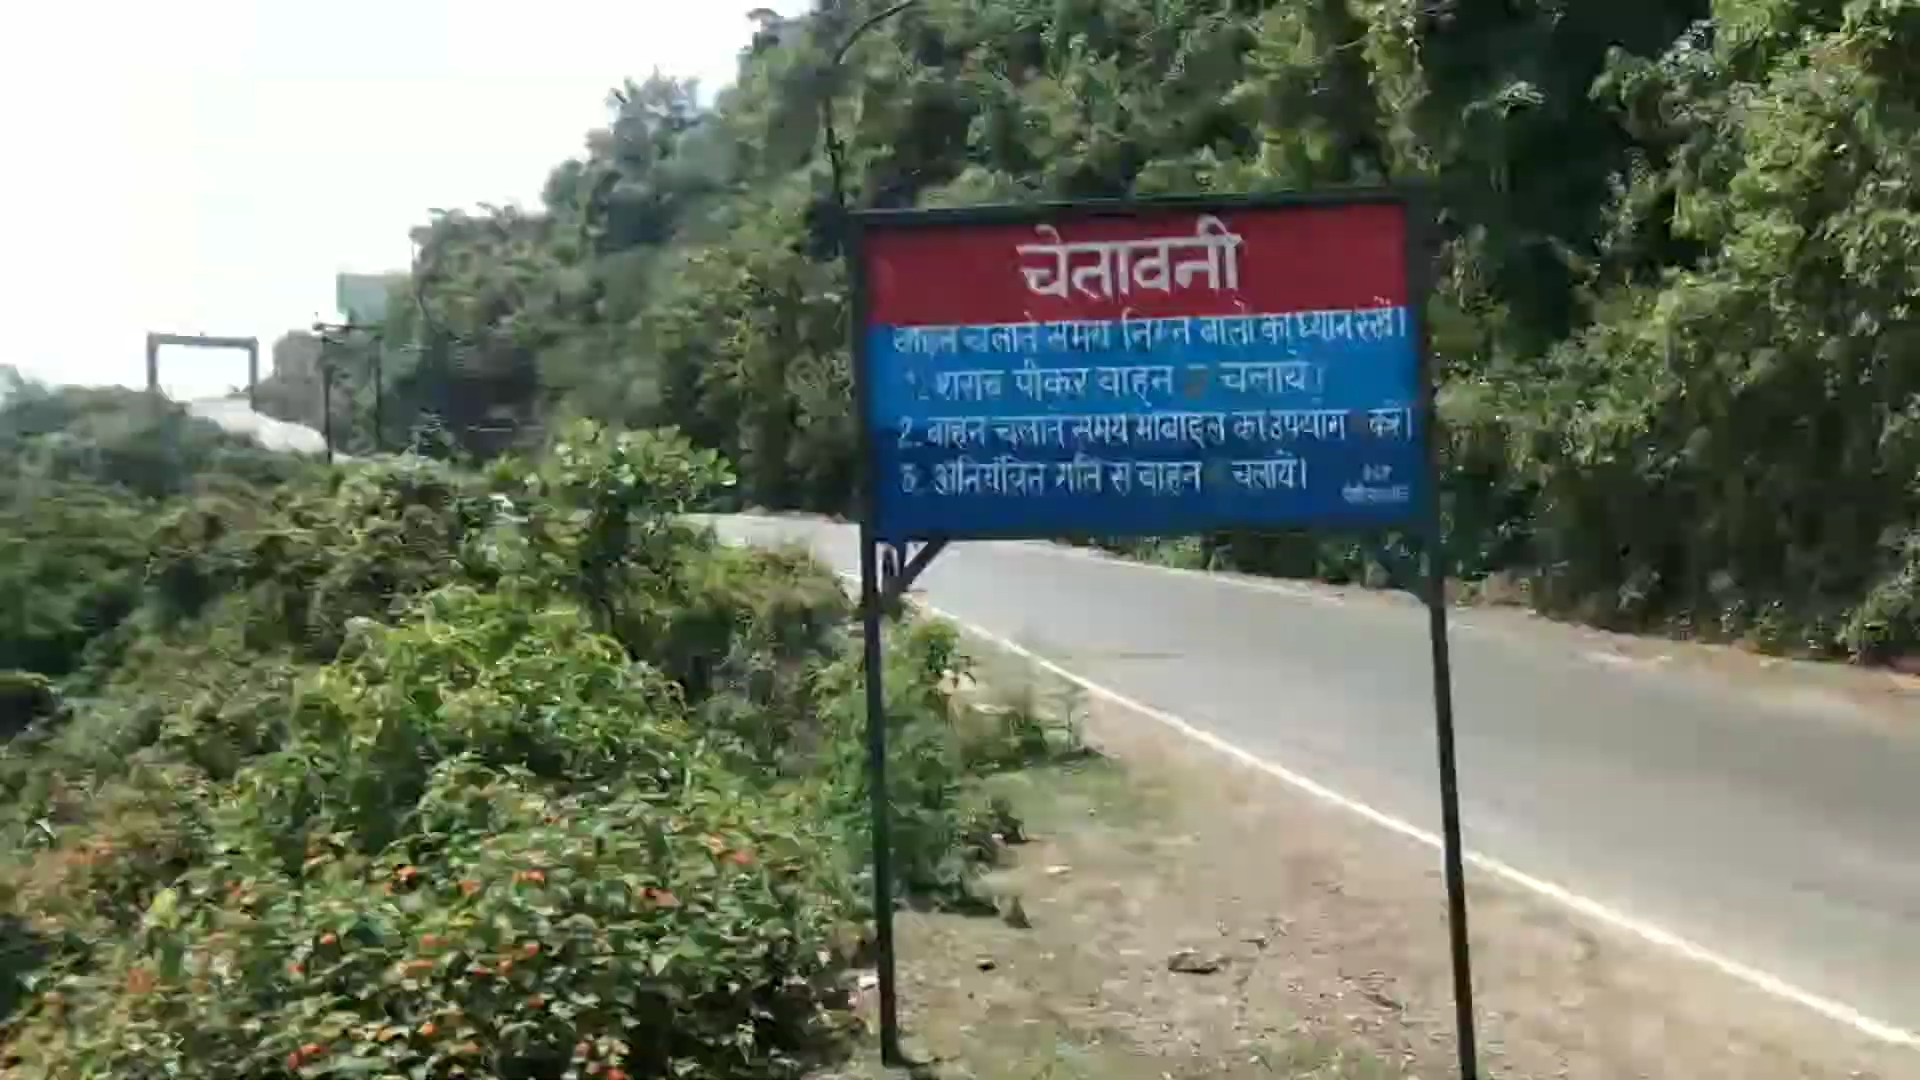 चेतावनी
वाहन चलाते समय निम्न बातो का ध्यान रखें।
1. शराब पीकर वाहन न चलायें।
2. वाहन चलाते समय मोबाइल का उपयोग करें।
3. अनियंत्रित गति से वाहन चलायें।